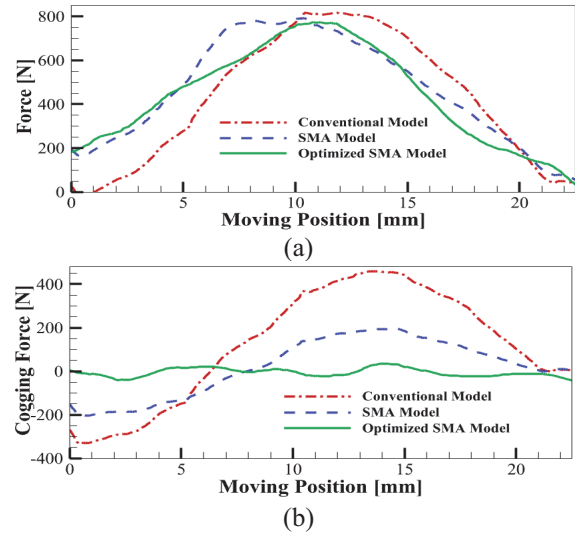 800
600
400
200
0
Force [N]
Conventional Model
SMA Model
Optimized SMA Model
0 5 10 15 20
Moving Position [mm]
(a)
400
200
0
-200
-400
Cogging Force [N]
Conventional Model
SMA Model
Optimized SMA Model
0 5 10 15 20
Moving Position [mm]
(b)